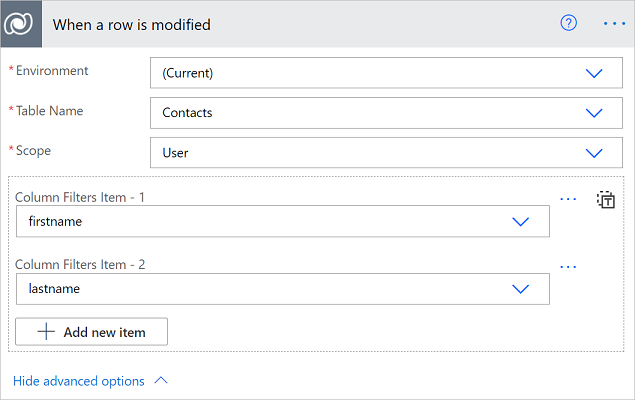 When a row is modified
* Environment
(Current)
* Table Name
Contacts
* Scope
User
Column Filters Item - 1
firstname
Column Filters Item - 2
lastname
Add new item
Hide advanced options